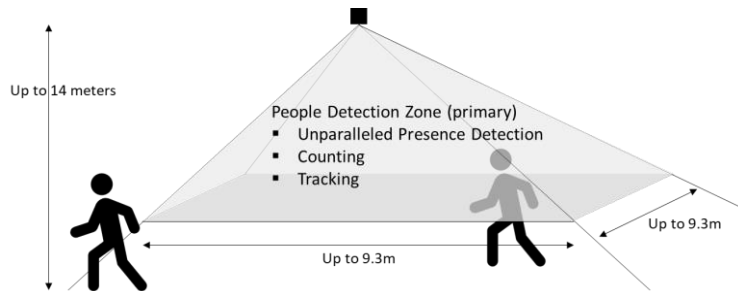 Up to 14 meters
People Detection Zone (primary)
▪ Unparalleled Presence Detection
▪ Counting
▪ Tracking
Up to 9.3m
Up to 9.3m